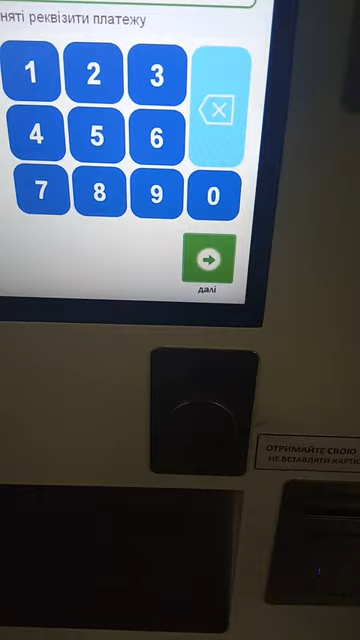 няті реквізити платежу
1 2 3
4 5 6
7 8 9 0
далі
ОТРИМАЙТЕ СВОЮ
НЕ ВСТАВЛЯТИ КАРТК